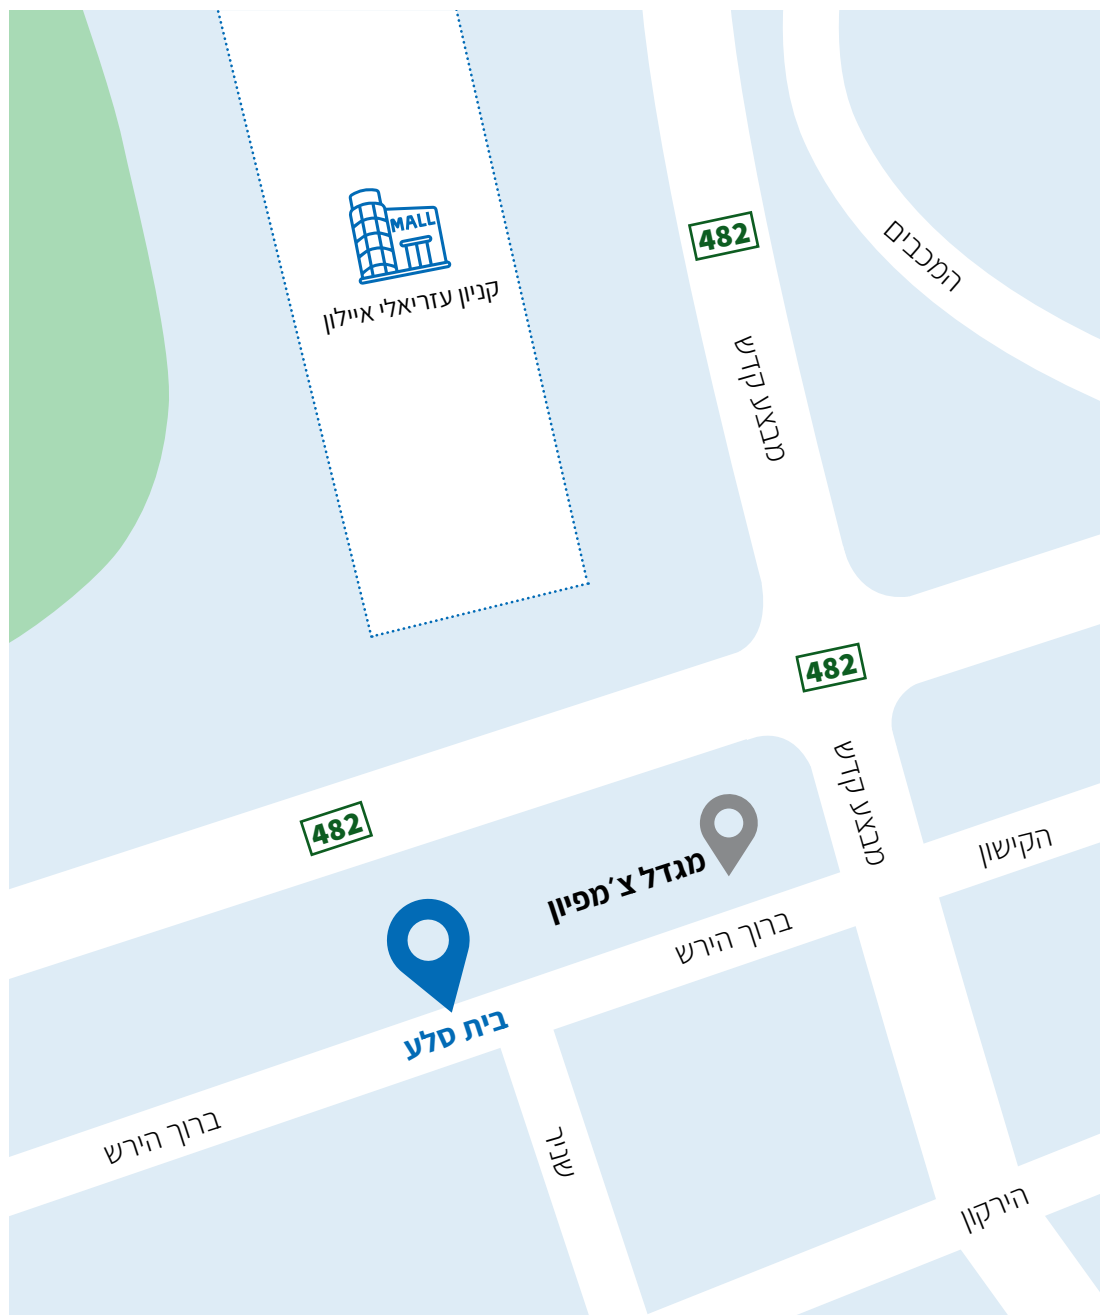 MALL
קניון עזריאלי איילון
482
המכבים
מבצע קדש
482
מבצע קדש
482
הקישון
מגדל צ׳מפיון
ברוך הירש
בית סלע
ברוך הירש
שניר
הירקון